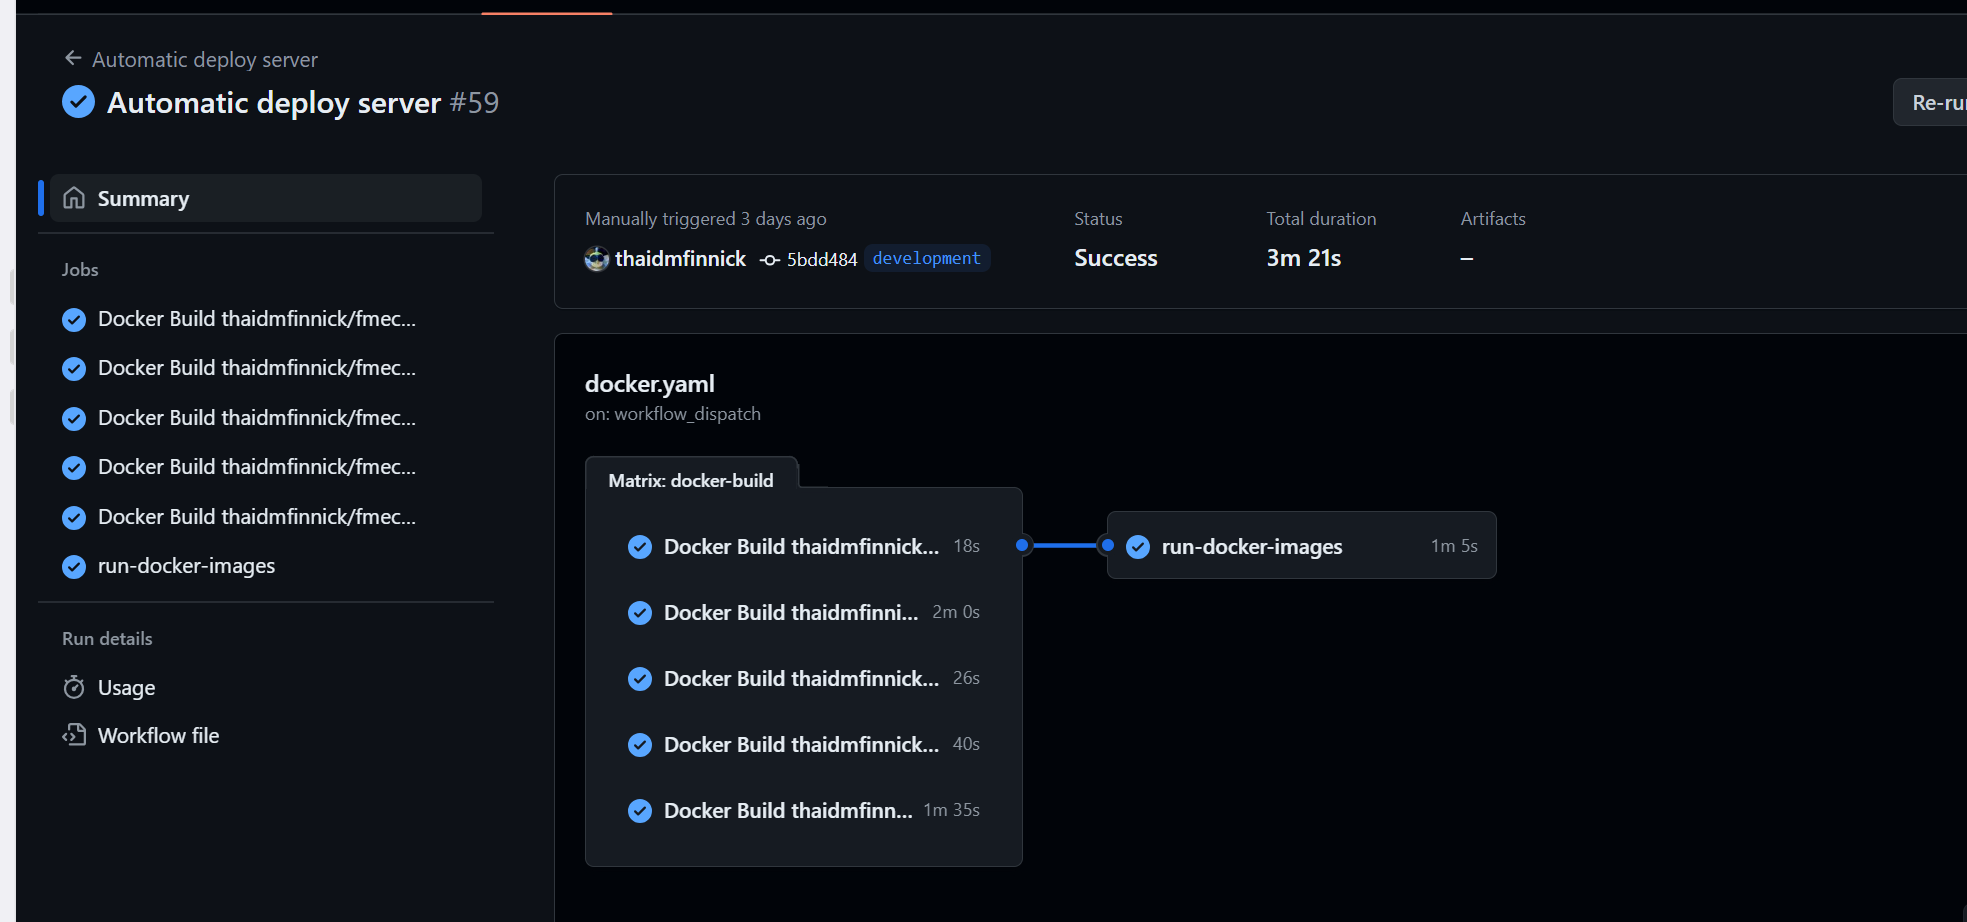 Automatic deploy server
Automatic deploy server #59
Re-ru
Summary
Jobs
Docker Build thaidmfinnick/fmec...
Docker Build thaidmfinnick/fmec...
Docker Build thaidmfinnick/fmec...
Docker Build thaidmfinnick/fmec...
Docker Build thaidmfinnick/fmec...
run-docker-images
Run details
Usage
Workflow file
Manually triggered 3 days ago
thaidmfinnick 5bdd484 development
Status
Success
Total duration
3m 21s
Artifacts
–
docker.yaml
on: workflow_dispatch
Matrix: docker-build
Docker Build thaidmfinnick... 18s
Docker Build thaidmfinni... 2m 0s
Docker Build thaidmfinnick... 26s
Docker Build thaidmfinnick... 40s
Docker Build thaidmfinn... 1m 35s
run-docker-images 1m 5s